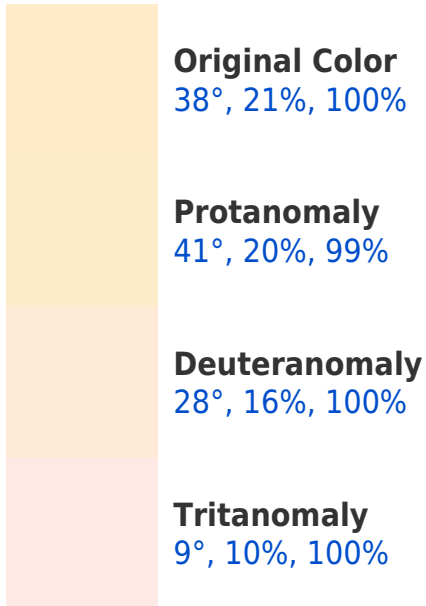 Original Color
38°, 21%, 100%
Protanomaly
41°, 20%, 99%
Deuteranomaly
28°, 16%, 100%
Tritanomaly
9°, 10%, 100%